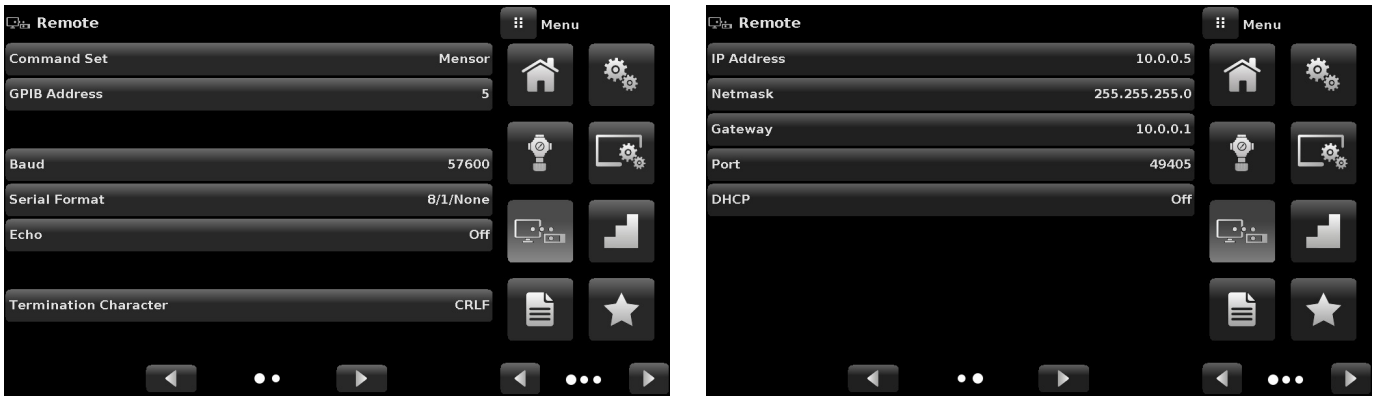 Remote
Menu
Command Set Mensor
GPIB Address 5
Baud 57600
Serial Format 8/1/None
Echo Off
Termination Character CRLF
Remote
Menu
IP Address 10.0.0.5
Netmask 255.255.255.0
Gateway 10.0.0.1
Port 49405
DHCP Off